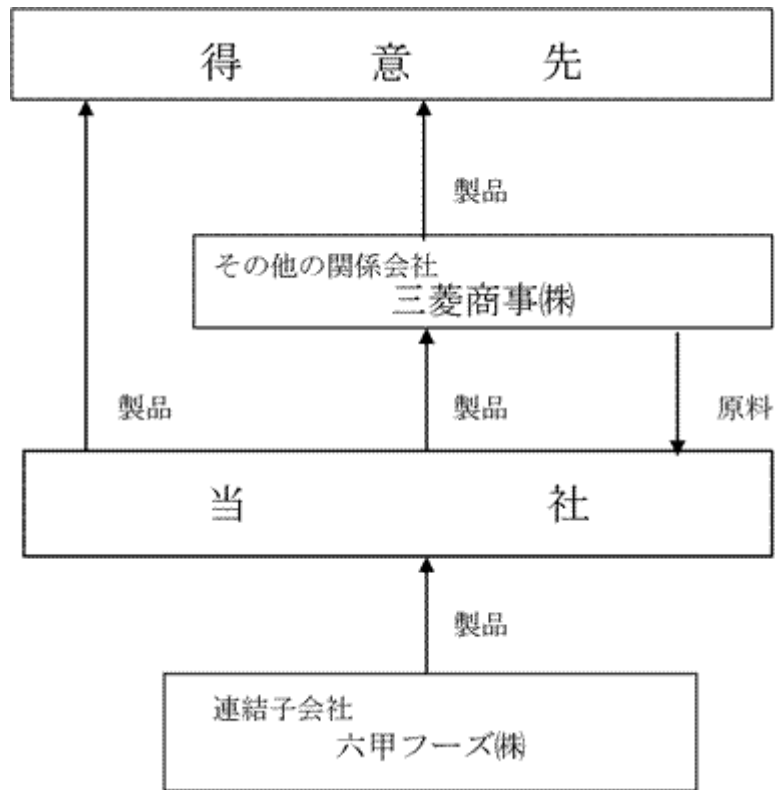 得意先
製品
その他の関係会社
三菱商事㈱
製品 製品 原料
当社
製品
連結子会社
六甲フーズ㈱